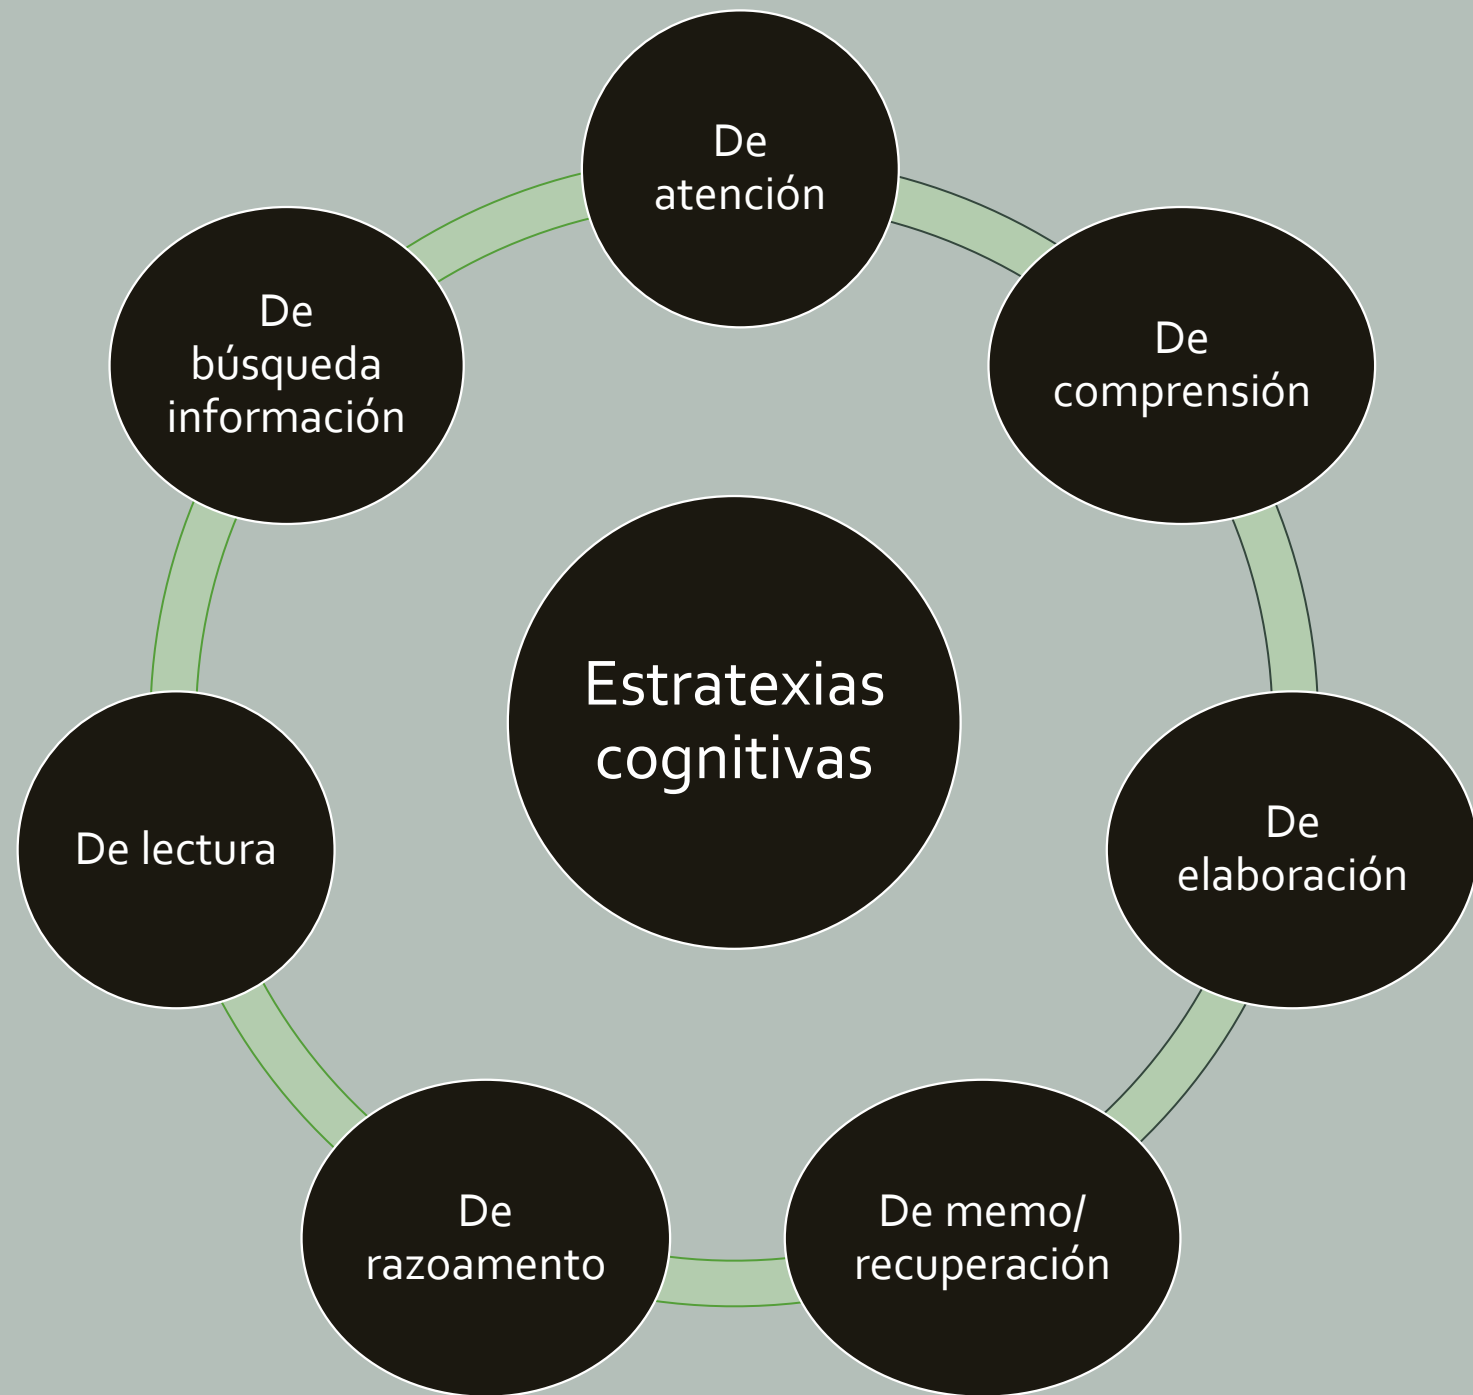 De
atención
De
comprensión
De
elaboración
De memo/
recuperación
De
razoamento
De lectura
De
búsqueda
información
Estratexias
cognitivas